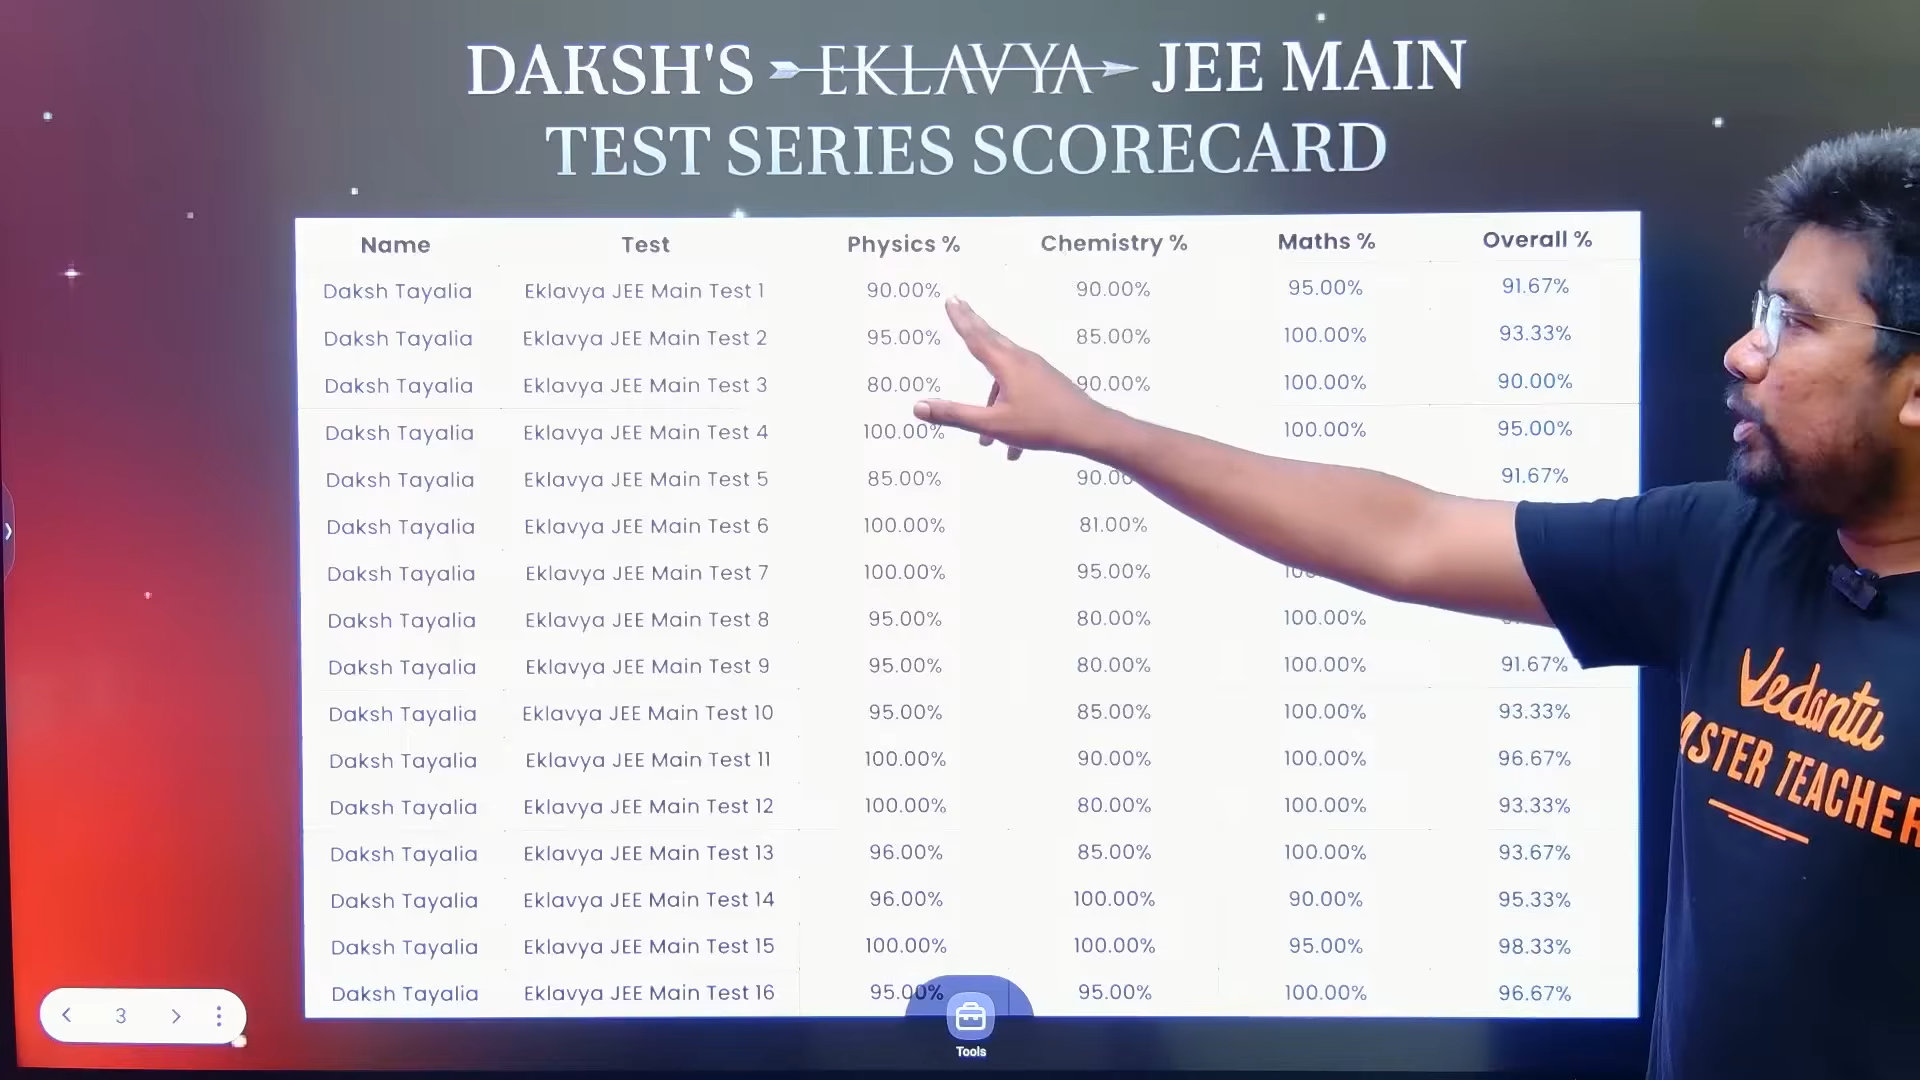 DAKSH'S EKLAVYA JEE MAIN
TEST SERIES SCORECARD
Name Test Physics % Chemistry % Maths % Overall %
Daksh Tayalia Eklavya JEE Main Test 1 90.00% 90.00% 95.00% 91.67%
Daksh Tayalia Eklavya JEE Main Test 2 95.00% 85.00% 100.00% 93.33%
Daksh Tayalia Eklavya JEE Main Test 3 80.00% 90.00% 100.00% 90.00%
Daksh Tayalia Eklavya JEE Main Test 4 100.00% 100.00% 95.00%
Daksh Tayalia Eklavya JEE Main Test 5 85.00% 91.67%
Daksh Tayalia Eklavya JEE Main Test 6 100.00% 81.00%
Daksh Tayalia Eklavya JEE Main Test 7 100.00% 95.00%
Daksh Tayalia Eklavya JEE Main Test 8 95.00% 80.00% 100.00%
Daksh Tayalia Eklavya JEE Main Test 9 95.00% 80.00% 100.00% 91.67%
Daksh Tayalia Eklavya JEE Main Test 10 95.00% 85.00% 100.00% 93.33%
Daksh Tayalia Eklavya JEE Main Test 11 100.00% 90.00% 100.00% 96.67%
Daksh Tayalia Eklavya JEE Main Test 12 100.00% 80.00% 100.00% 93.33%
Daksh Tayalia Eklavya JEE Main Test 13 96.00% 85.00% 100.00% 93.67%
Daksh Tayalia Eklavya JEE Main Test 14 96.00% 100.00% 90.00% 95.33%
Daksh Tayalia Eklavya JEE Main Test 15 100.00% 100.00% 95.00% 98.33%
Daksh Tayalia Eklavya JEE Main Test 16 95.00% 95.00% 100.00% 96.67%
3
Tools
Vedantu
ASTER TEACHER